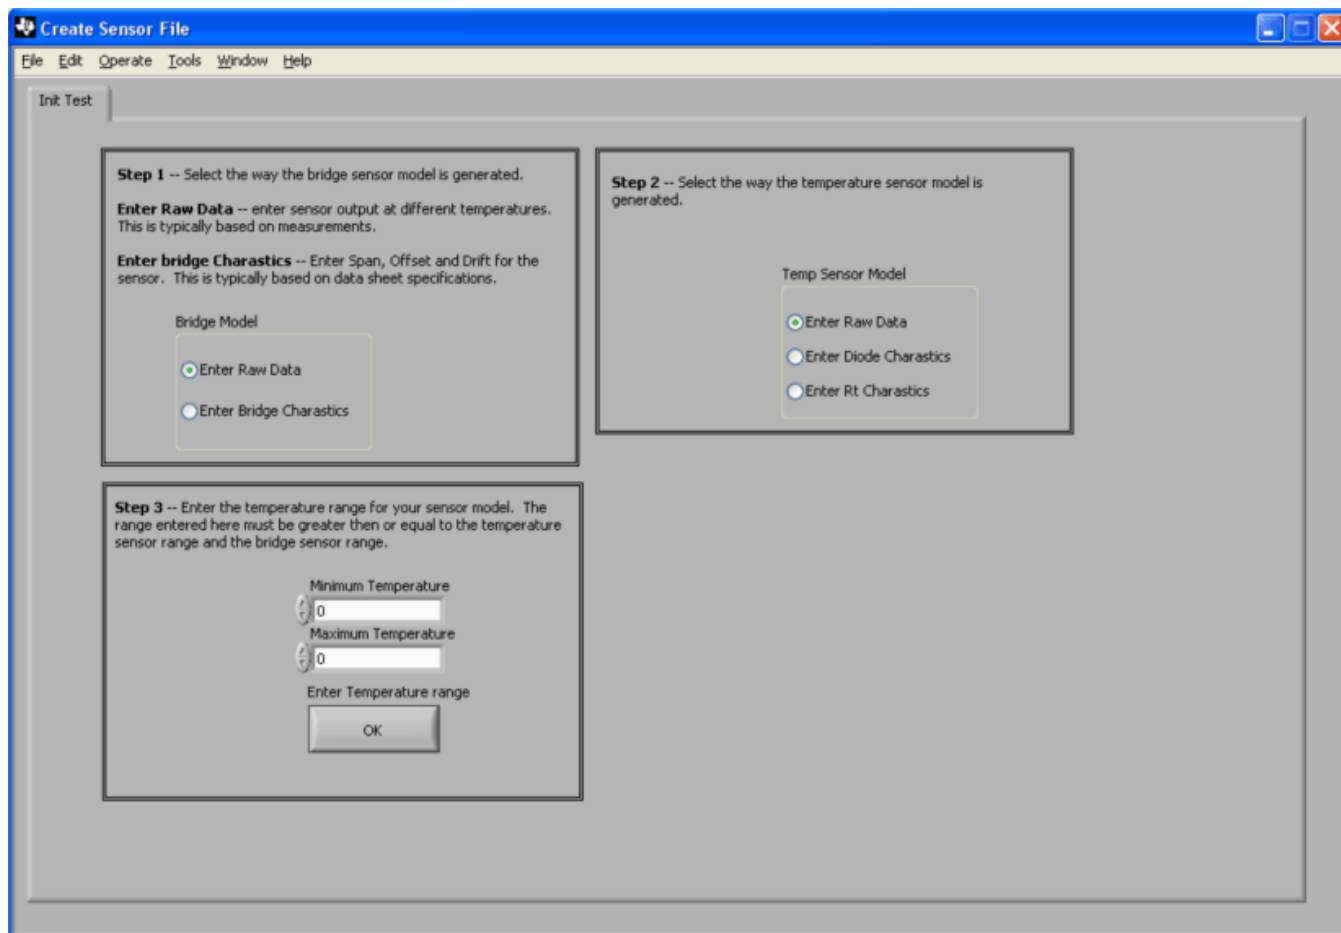 Create Sensor File
File Edit Operate Tools Window Help
Init Test
Step 1 -- Select the way the bridge sensor model is generated.
Enter Raw Data -- enter sensor output at different temperatures.
This is typically based on measurements.
Enter bridge Charastics -- Enter Span, Offset and Drift for the
sensor. This is typically based on data sheet specifications.
Bridge Model
Enter Raw Data
Enter Bridge Charastics
Step 2 -- Select the way the temperature sensor model is
generated.
Temp Sensor Model
Enter Raw Data
Enter Diode Charastics
Enter Rt Charastics
Step 3 -- Enter the temperature range for your sensor model. The
range entered here must be greater then or equal to the temperature
sensor range and the bridge sensor range.
Minimum Temperature
0
Maximum Temperature
0
Enter Temperature range
OK